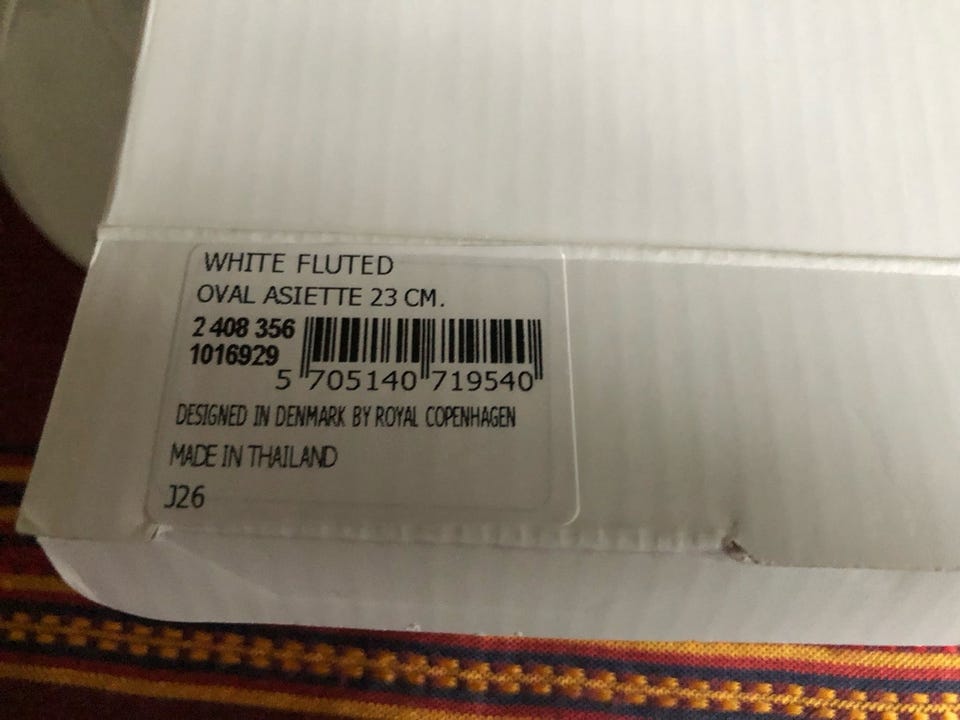 WHITE FLUTED
OVAL ASIETTE 23 CM.
2 408 356
1016929
5 705140 719540
DESIGNED IN DENMARK BY ROYAL COPENHAGEN
MADE IN THAILAND
J26